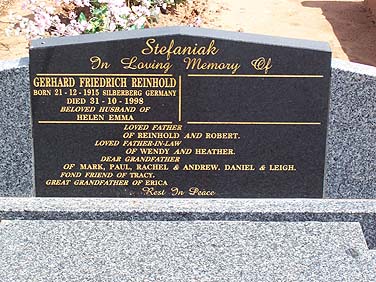 Stefaniak
In Loving Memory Of
GERHARD FRIEDRICH REINHOLD
BORN 21-12-1915 SILBERBERG GERMANY
DIED 31-10-1998
BELOVED HUSBAND OF
HELEN EMMA
LOVED FATHER
OF REINHOLD AND ROBERT.
LOVED FATHER-IN-LAW
OF WENDY AND HEATHER.
DEAR GRANDFATHER
OF MARK, PAUL, RACHEL & ANDREW. DANIEL & LEIGH.
FOND FRIEND OF TRACY.
GREAT GRANDFATHER OF ERICA
Rest In Peace